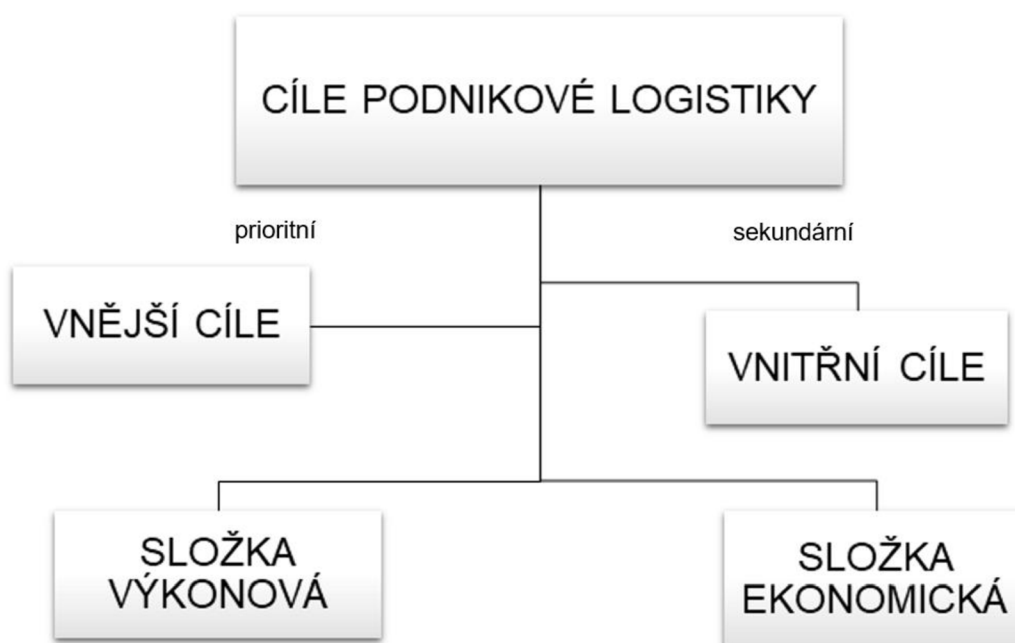 CÍLE PODNIKOVÉ LOGISTIKY
prioritní
sekundární
VNĚJŠÍ CÍLE
VNITŘNÍ CÍLE
SLOŽKA
VÝKONOVÁ
SLOŽKA
EKONOMICKÁ